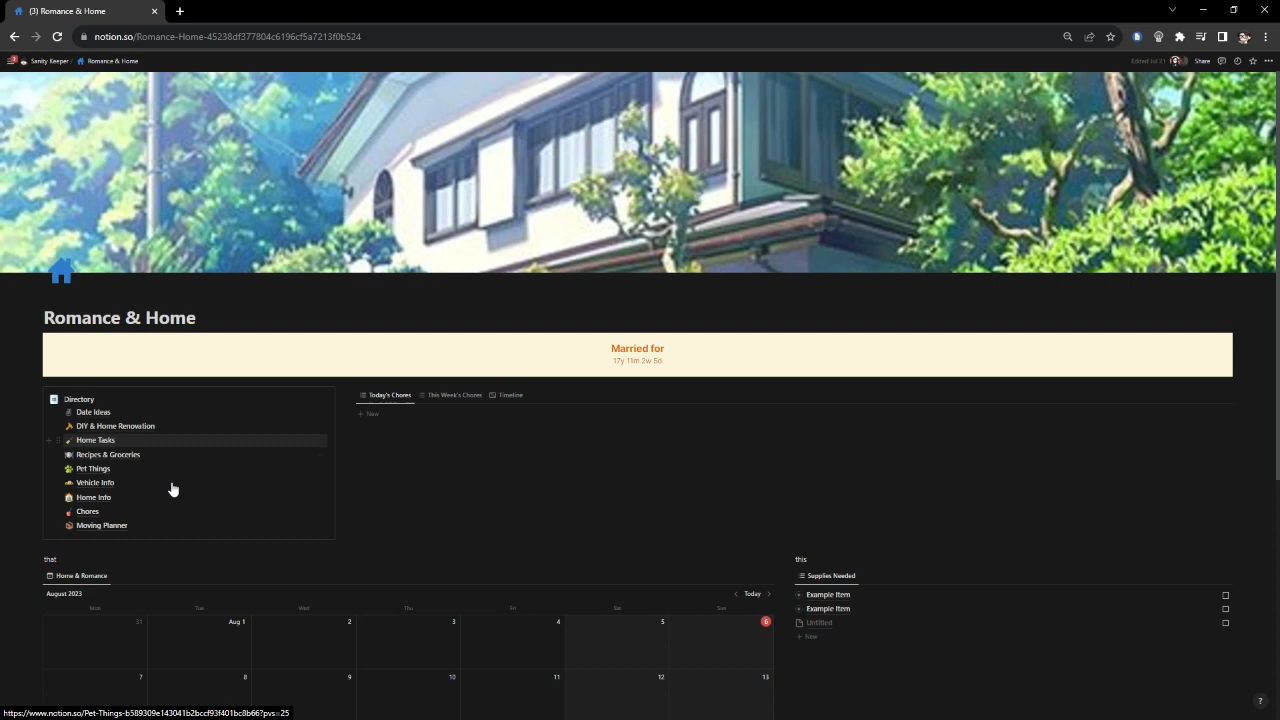 (3) Romance & Home
notion.so/Romance-Home-45238df377804c6196cf5a7213f0b524
Sanity Keeper / Romance & Home
Edited Jul 21 Share
Romance & Home
Married for
17y 11m 2w 5d
Directory
Date Ideas
DIY & Home Renovation
Home Tasks
Recipes & Groceries
Pet Things
Vehicle Info
Home Info
Chores
Moving Planner
Today's Chores This Week's Chores Timeline
+ New
that
Home & Romance
August 2023
Today
Mon Tue Wed Thu Fri Sat Sun
31 Aug 1 2 3 4 5 6
7 8 9 10 11 12 13
this
Supplies Needed
Example Item
Example Item
Untitled
+ New
?
https://www.notion.so/Pet-Things-b589309e143041b2bccf93f401bc8b66?pvs=25